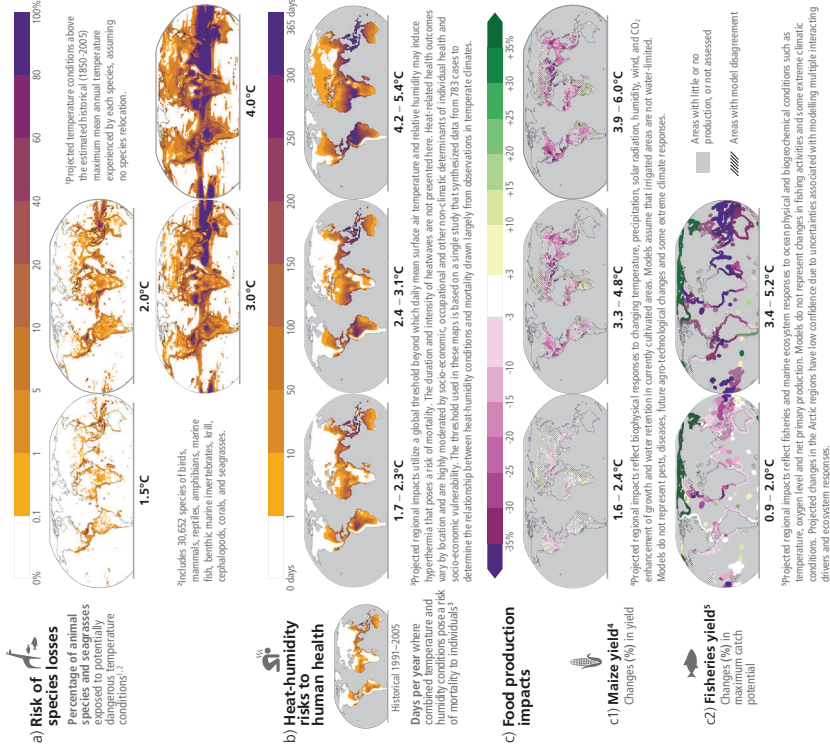 a) Risk of
species losses
Percentage of animal
species and seagrasses
exposed to potentially
dangerous temperature
conditions1, 2
0%
0.1
1
5
10
20
40
60
80
100%
1Projected temperature conditions above
the estimated historical (1850-2005)
maximum mean annual temperature
experienced by each species, assuming
no species relocation.
1.5°C
2.0°C
2Includes 30,652 species of birds,
mammals, reptiles, amphibians, marine
fish, benthic marine invertebrates, krill,
cephalopods, corals, and seagrasses.
3.0°C
4.0°C
b) Heat-humidity
risks to
human health
Historical 1991–2005
Days per year where
combined temperature and
humidity conditions pose a risk
of mortality to individuals3
0 days
1
10
50
100
150
200
250
300
365 days
1.7 – 2.3°C
2.4 – 3.1°C
4.2 – 5.4°C
3Projected regional impacts utilize a global threshold beyond which daily mean surface air temperature and relative humidity may induce
hyperthermia that poses a risk of mortality. The duration and intensity of heatwaves are not presented here. Heat-related health outcomes
vary by location and are highly moderated by socio-economic, occupational and other non-climatic determinants of individual health and
socio-economic vulnerability. The threshold used in these maps is based on a single study that synthesized data from 783 cases to
determine the relationship between heat-humidity conditions and mortality drawn largely from observations in temperate climates.
c) Food production
impacts
-35%
-30
-25
-20
-15
-10
-3
+3
+10
+15
+20
+25
+30
+35%
c1) Maize yield4
Changes (%) in yield
1.6 – 2.4°C
3.3 – 4.8°C
3.9 – 6.0°C
4Projected regional impacts reflect biophysical responses to changing temperature, precipitation, solar radiation, humidity, wind, and CO2
enhancement of growth and water retention in currently cultivated areas. Models assume that irrigated areas are not water limited.
Models do not represent pests, diseases, future agro-technological changes and some extreme climate responses.
c2) Fisheries yield5
Changes (%) in
maximum catch
potential
0.9 – 2.0°C
3.4 – 5.2°C
Areas with little or no
production, or not assessed
Areas with model disagreement
5Projected regional impacts reflect fisheries and marine ecosystem responses to ocean physical and biogeochemical conditions such as
temperature, oxygen level and net primary production. Models do not represent changes in fishing activities and some extreme climatic
conditions. Projected changes in the Arctic regions have low confidence due to uncertainties associated with modelling multiple interacting
drivers and ecosystem responses.